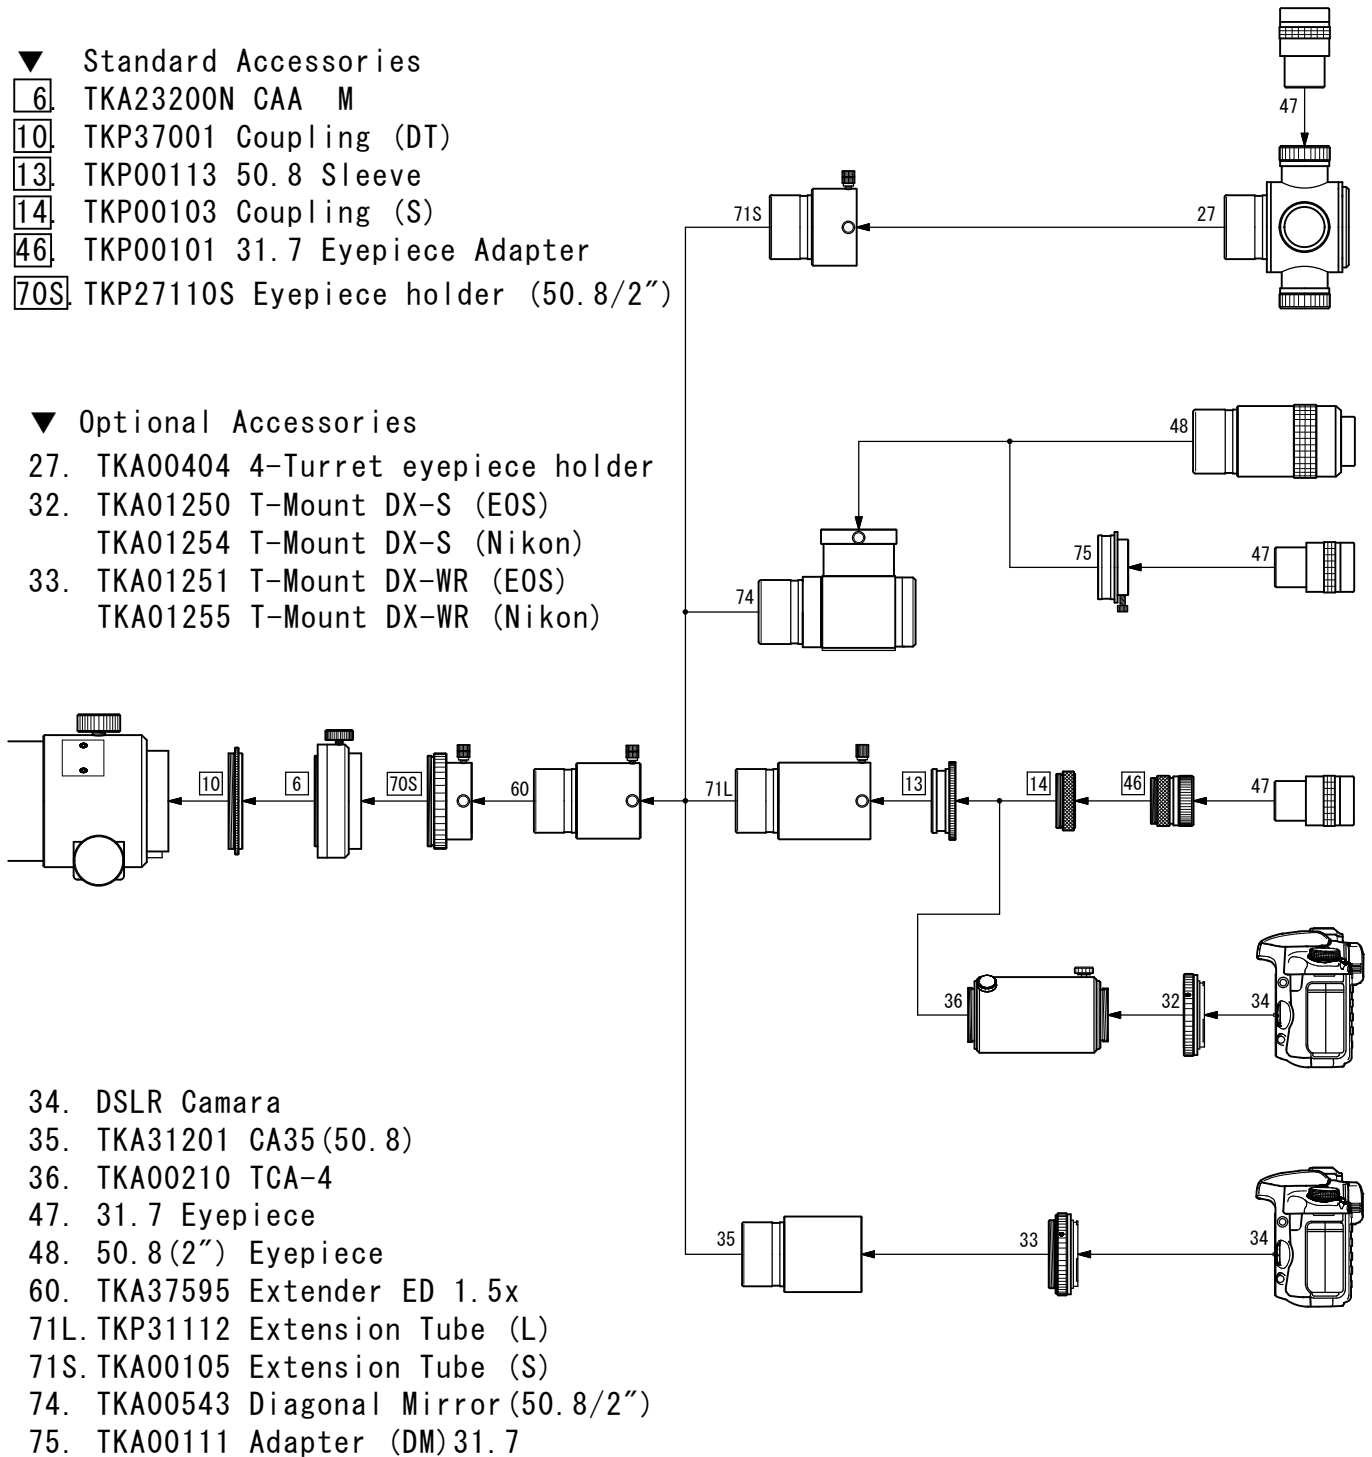 ▼ Standard Accessories
6. TKA23200N CAA M
10. TKP37001 Coupling (DT)
13. TKP00113 50.8 Sleeve
14. TKP00103 Coupling (S)
46. TKP00101 31.7 Eyepiece Adapter
70S. TKP27110S Eyepiece holder (50.8/2″)
▼ Optional Accessories
27. TKA00404 4-Turret eyepiece holder
32. TKA01250 T-Mount DX-S (EOS)
TKA01254 T-Mount DX-S (Nikon)
33. TKA01251 T-Mount DX-WR (EOS)
TKA01255 T-Mount DX-WR (Nikon)
47
71S
27
48
75
47
74
10
6
70S
60
71L
13
14
46
47
36
32
34
35
33
34
34. DSLR Camara
35. TKA31201 CA35(50.8)
36. TKA00210 TCA-4
47. 31.7 Eyepiece
48. 50.8(2″) Eyepiece
60. TKA37595 Extender ED 1.5x
71L. TKP31112 Extension Tube (L)
71S. TKA00105 Extension Tube (S)
74. TKA00543 Diagonal Mirror(50.8/2″)
75. TKA00111 Adapter (DM)31.7